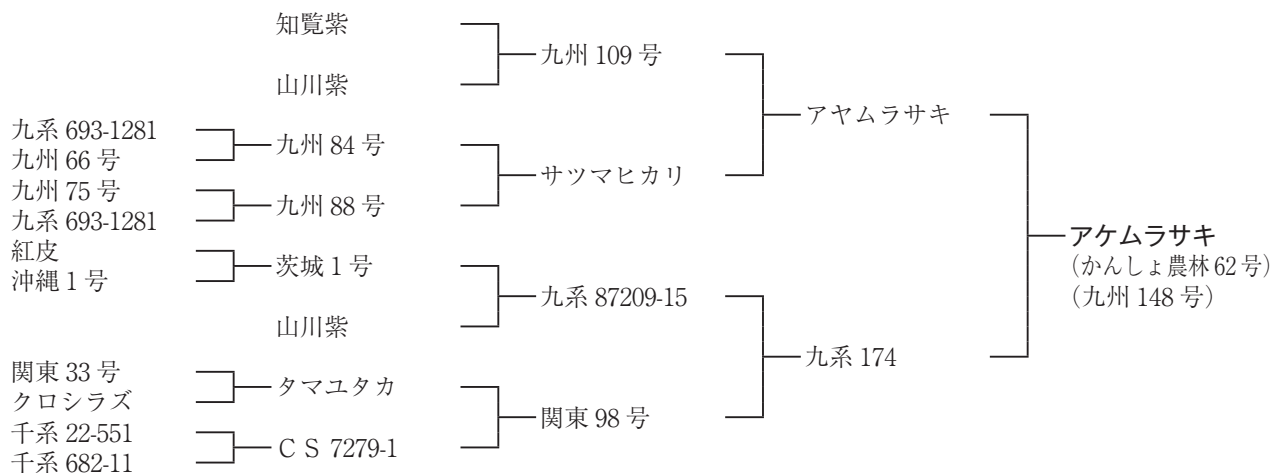 知覧紫
九州 109 号
山川紫
アヤムラサキ
九系 693-1281
九州 66 号
九州 84 号
サツマヒカリ
九州 75 号
九系 693-1281
九州 88 号
アケムラサキ
(かんしょ農林 62 号)
(九州 148 号)
紅皮
沖縄 1 号
茨城 1 号
九系 87209-15
山川紫
九系 174
関東 33 号
クロシラズ
タマユタカ
関東 98 号
千系 22-551
千系 682-11
ＣＳ 7279-1